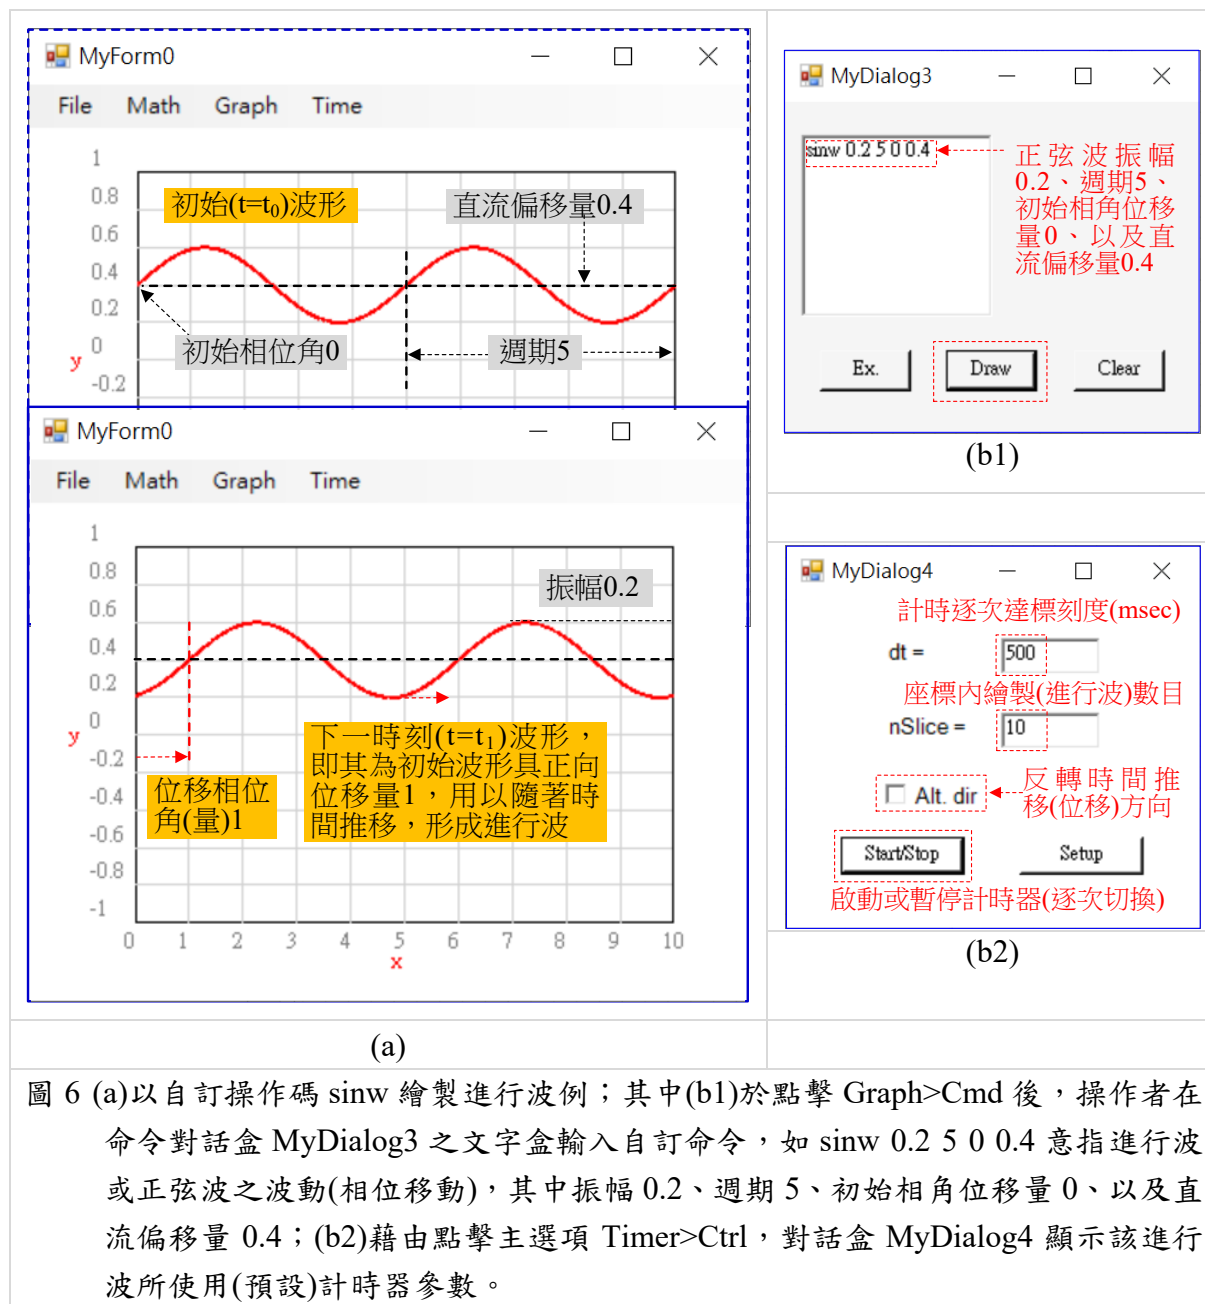 MyForm0
File Math Graph Time
1
0.8
初始(t=t₀)波形
直流偏移量0.4
0.6
0.4
0.2
0
y
初始相位角0
週期5
-0.2
MyForm0
File Math Graph Time
1
0.8
振幅0.2
0.6
0.4
0.2
0
y
-0.2
-0.4
-0.6
-0.8
-1
下一時刻(t=t₁)波形，
即其為初始波形具正向
位移量1，用以隨著時
間推移，形成進行波
位移相位
角(量)1
0 1 2 3 4 5 6 7 8 9 10
x
(a)
MyDialog3
sinw 0.2 5 0 0.4
正弦波振幅
0.2、週期5、
初始相角位移
量0、以及直
流偏移量0.4
Ex. Draw Clear
(b1)
MyDialog4
計時逐次達標刻度(msec)
dt = 500
座標內繪製(進行波)數目
nSlice = 10
Alt. dir
反轉時間推
移(位移)方向
Start/Stop Setup
啟動或暫停計時器(逐次切換)
(b2)
圖 6 (a)以自訂操作碼 sinw 繪製進行波例；其中(b1)於點擊 Graph>Cmd 後，操作者在
命令對話盒 MyDialog3 之文字盒輸入自訂命令，如 sinw 0.2 5 0 0.4 意指進行波
或正弦波之波動(相位移動)，其中振幅 0.2、週期 5、初始相角位移量 0、以及直
流偏移量 0.4；(b2)藉由點擊主選項 Timer>Ctrl，對話盒 MyDialog4 顯示該進行
波所使用(預設)計時器參數。